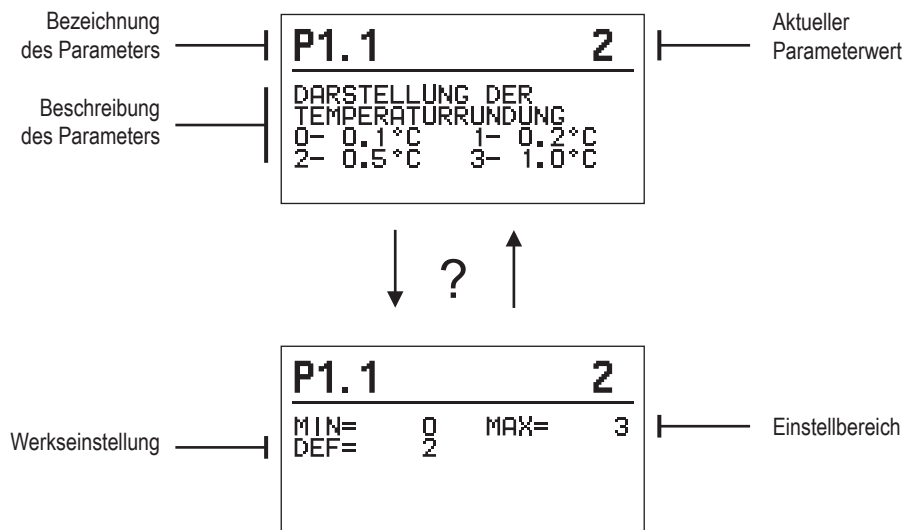 Bezeichnung
des Parameters
P1.1 2
Aktueller
Parameterwert
Beschreibung
des Parameters
DARSTELLUNG DER
TEMPERATURRUNDUNG
0- 0.1°C 1- 0.2°C
2- 0.5°C 3- 1.0°C
?
P1.1 2
Werkseinstellung
MIN= 0 MAX= 3
DEF= 2
Einstellbereich